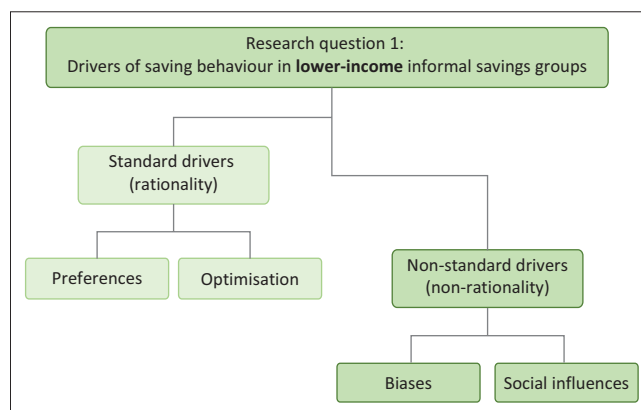 Research question 1:
Drivers of saving behaviour in lower-income informal savings groups
Standard drivers
(rationality)
Preferences
Optimisation
Non-standard drivers
(non-rationality)
Biases
Social influences